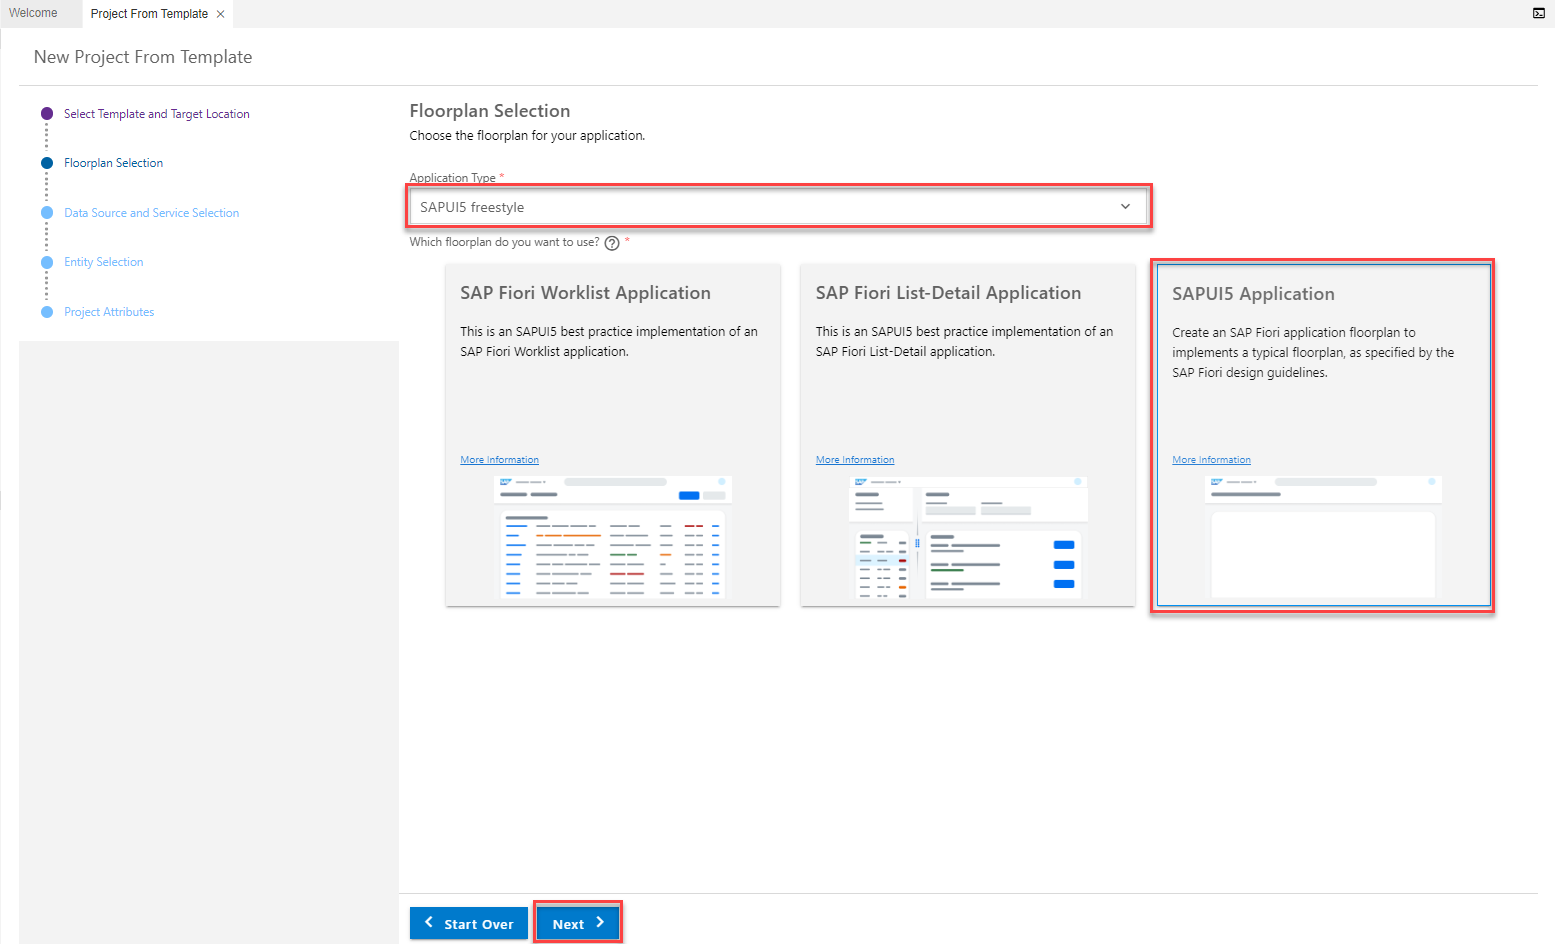 Welcome
Project From Template
New Project From Template
Select Template and Target Location
Floorplan Selection
Data Source and Service Selection
Entity Selection
Project Attributes
Floorplan Selection
Choose the floorplan for your application.
Application Type *
SAPUI5 freestyle
Which floorplan do you want to use? ? *
SAP Fiori Worklist Application
This is an SAPUI5 best practice implementation of an
SAP Fiori Worklist application.
More Information
SAP
SAP Fiori List-Detail Application
This is an SAPUI5 best practice implementation of an
SAP Fiori List-Detail application.
More Information
SAP
SAPUI5 Application
Create an SAP Fiori application floorplan to
implements a typical floorplan, as specified by the
SAP Fiori design guidelines.
More Information
SAP
Start Over
Next